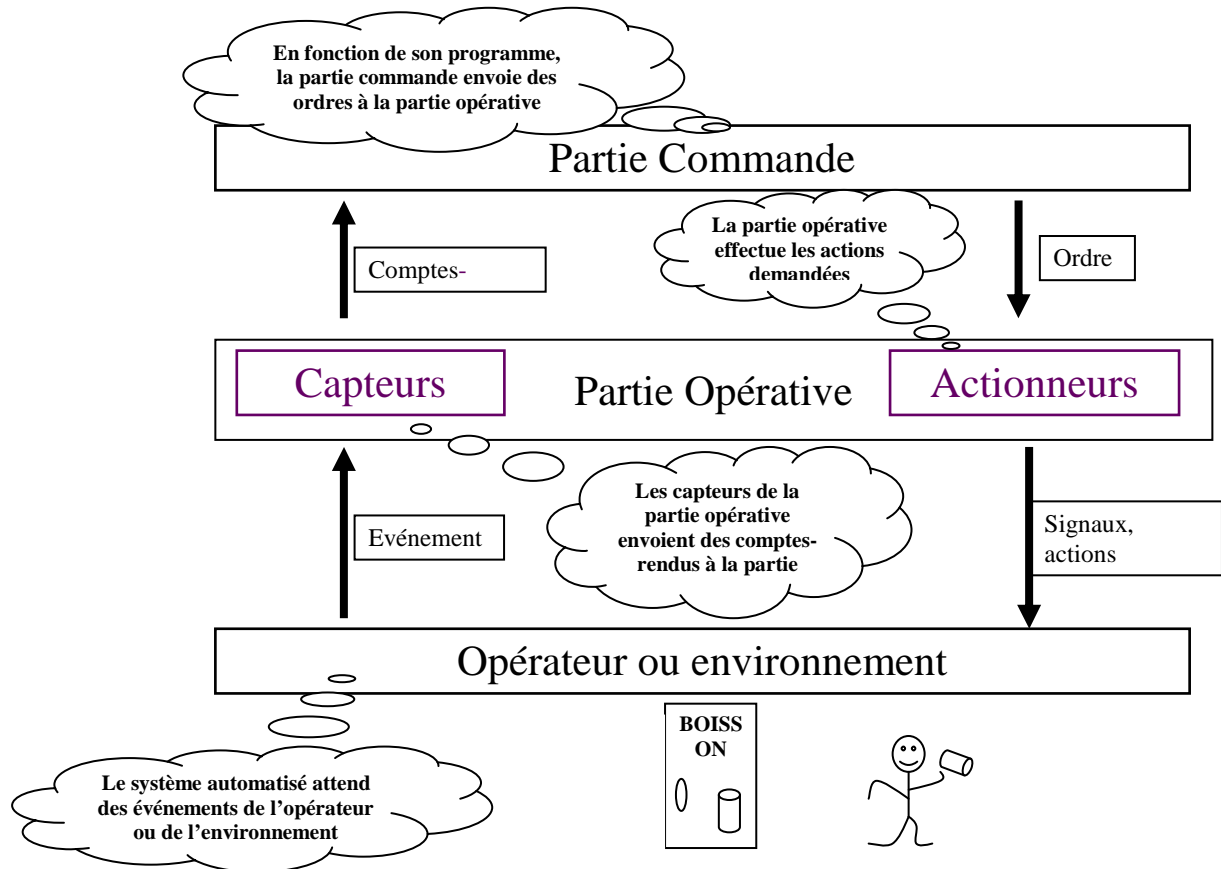 En fonction de son programme,
la partie commande envoie des
ordres à la partie opérative
Partie Commande
La partie opérative
effectue les actions
demandées
Comptes-
Ordre
Capteurs
Partie Opérative
Actionneurs
Les capteurs de la
partie opérative
envoient des comptes-
rendus à la partie
Evénement
Signaux,
actions
Opérateur ou environnement
BOISS
ON
Le système automatisé attend
des événements de l'opérateur
ou de l'environnement